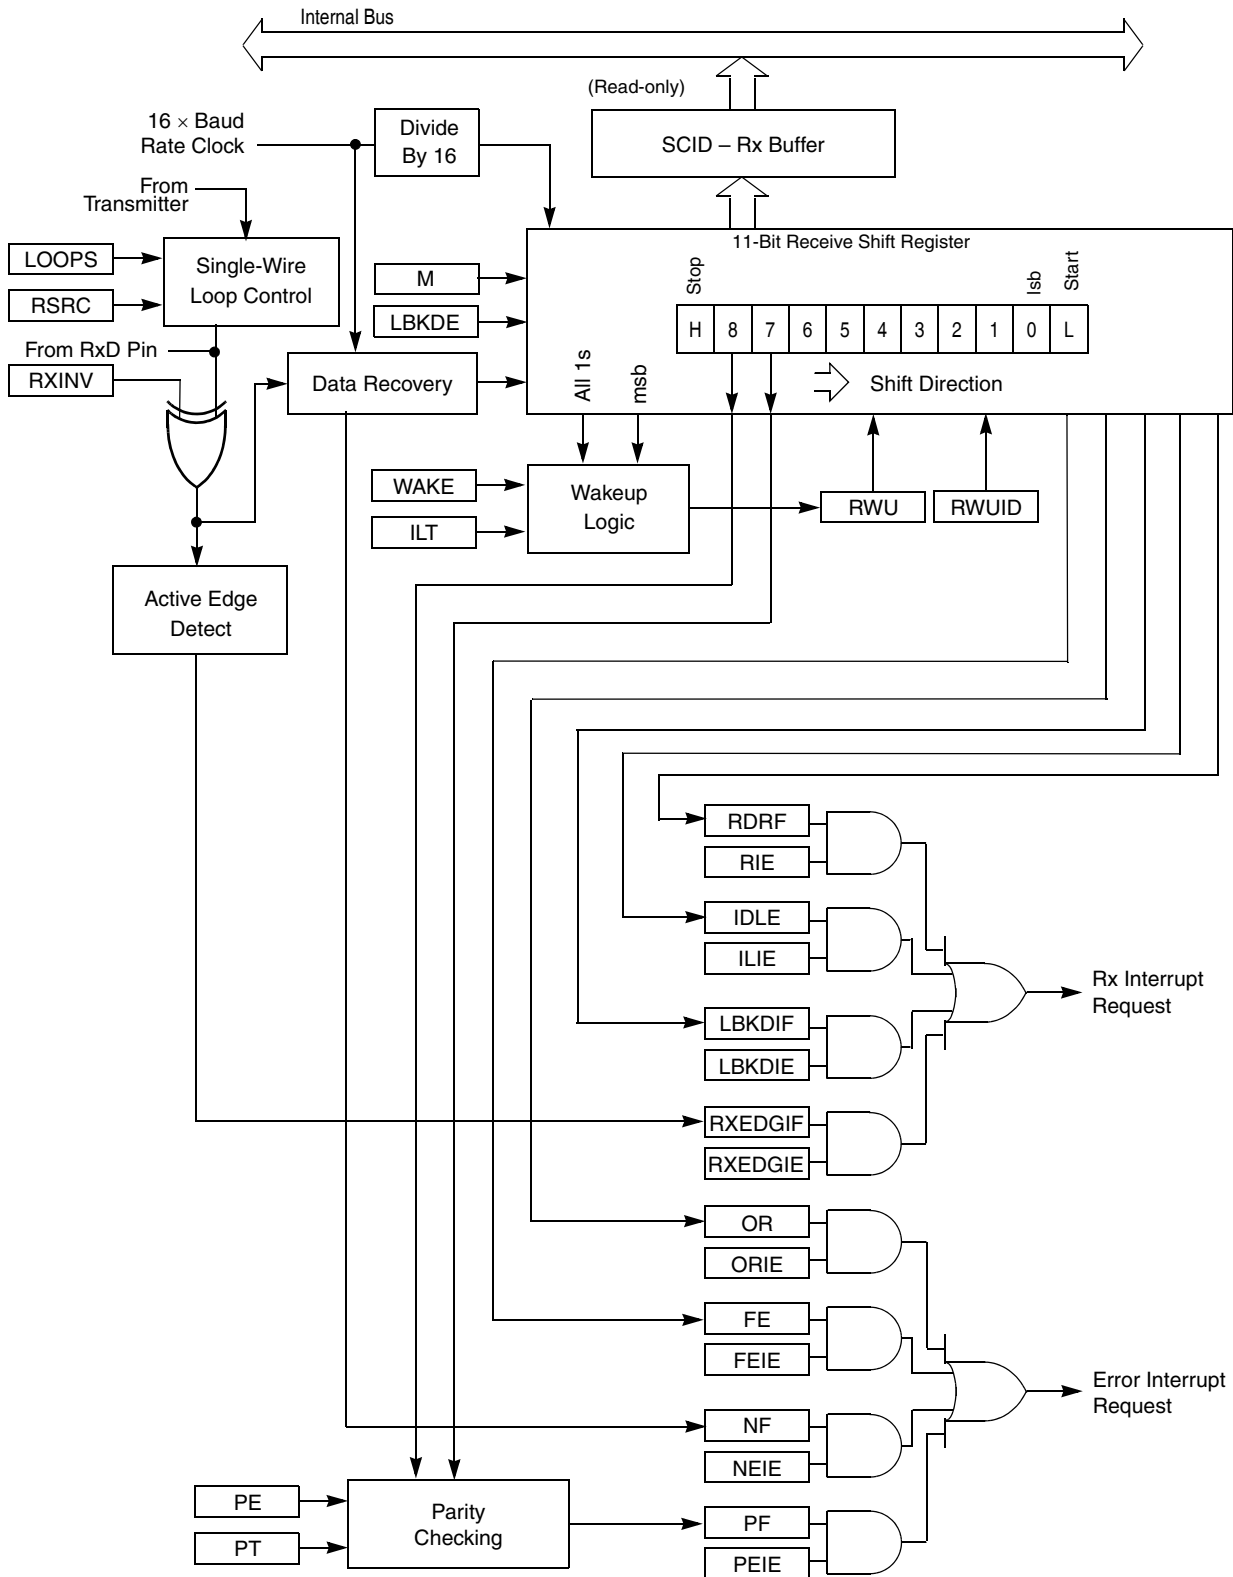 Internal Bus
(Read-only)
16 × Baud
Rate Clock
Divide
By 16
SCID – Rx Buffer
From
Transmitter
11-Bit Receive Shift Register
LOOPS
RSRC
Single-Wire
Loop Control
M
LBKDE
Stop
lsb
Start
H 8 7 6 5 4 3 2 1 0 L
From RxD Pin
RXINV
Data Recovery
All 1s
msb
Shift Direction
WAKE
ILT
Wakeup
Logic
RWU
RWUID
Active Edge
Detect
RDRF
RIE
IDLE
ILIE
Rx Interrupt
Request
LBKDIF
LBKDIE
RXEDGIF
RXEDGIE
OR
ORIE
FE
FEIE
Error Interrupt
Request
NF
NEIE
PE
PT
Parity
Checking
PF
PEIE